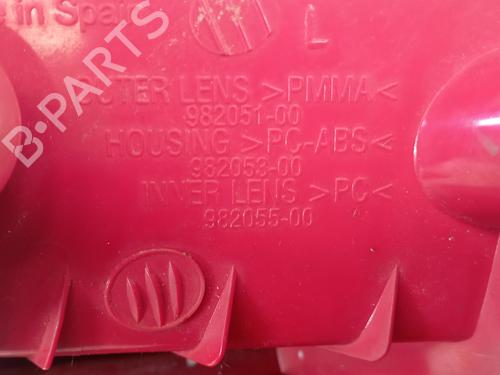 in Spain
L
OUTER LENS >PMMA<
982051-00
HOUSING >PC-ABS<
982053-00
INNER LENS >PC<
982055-00
B-PARTS